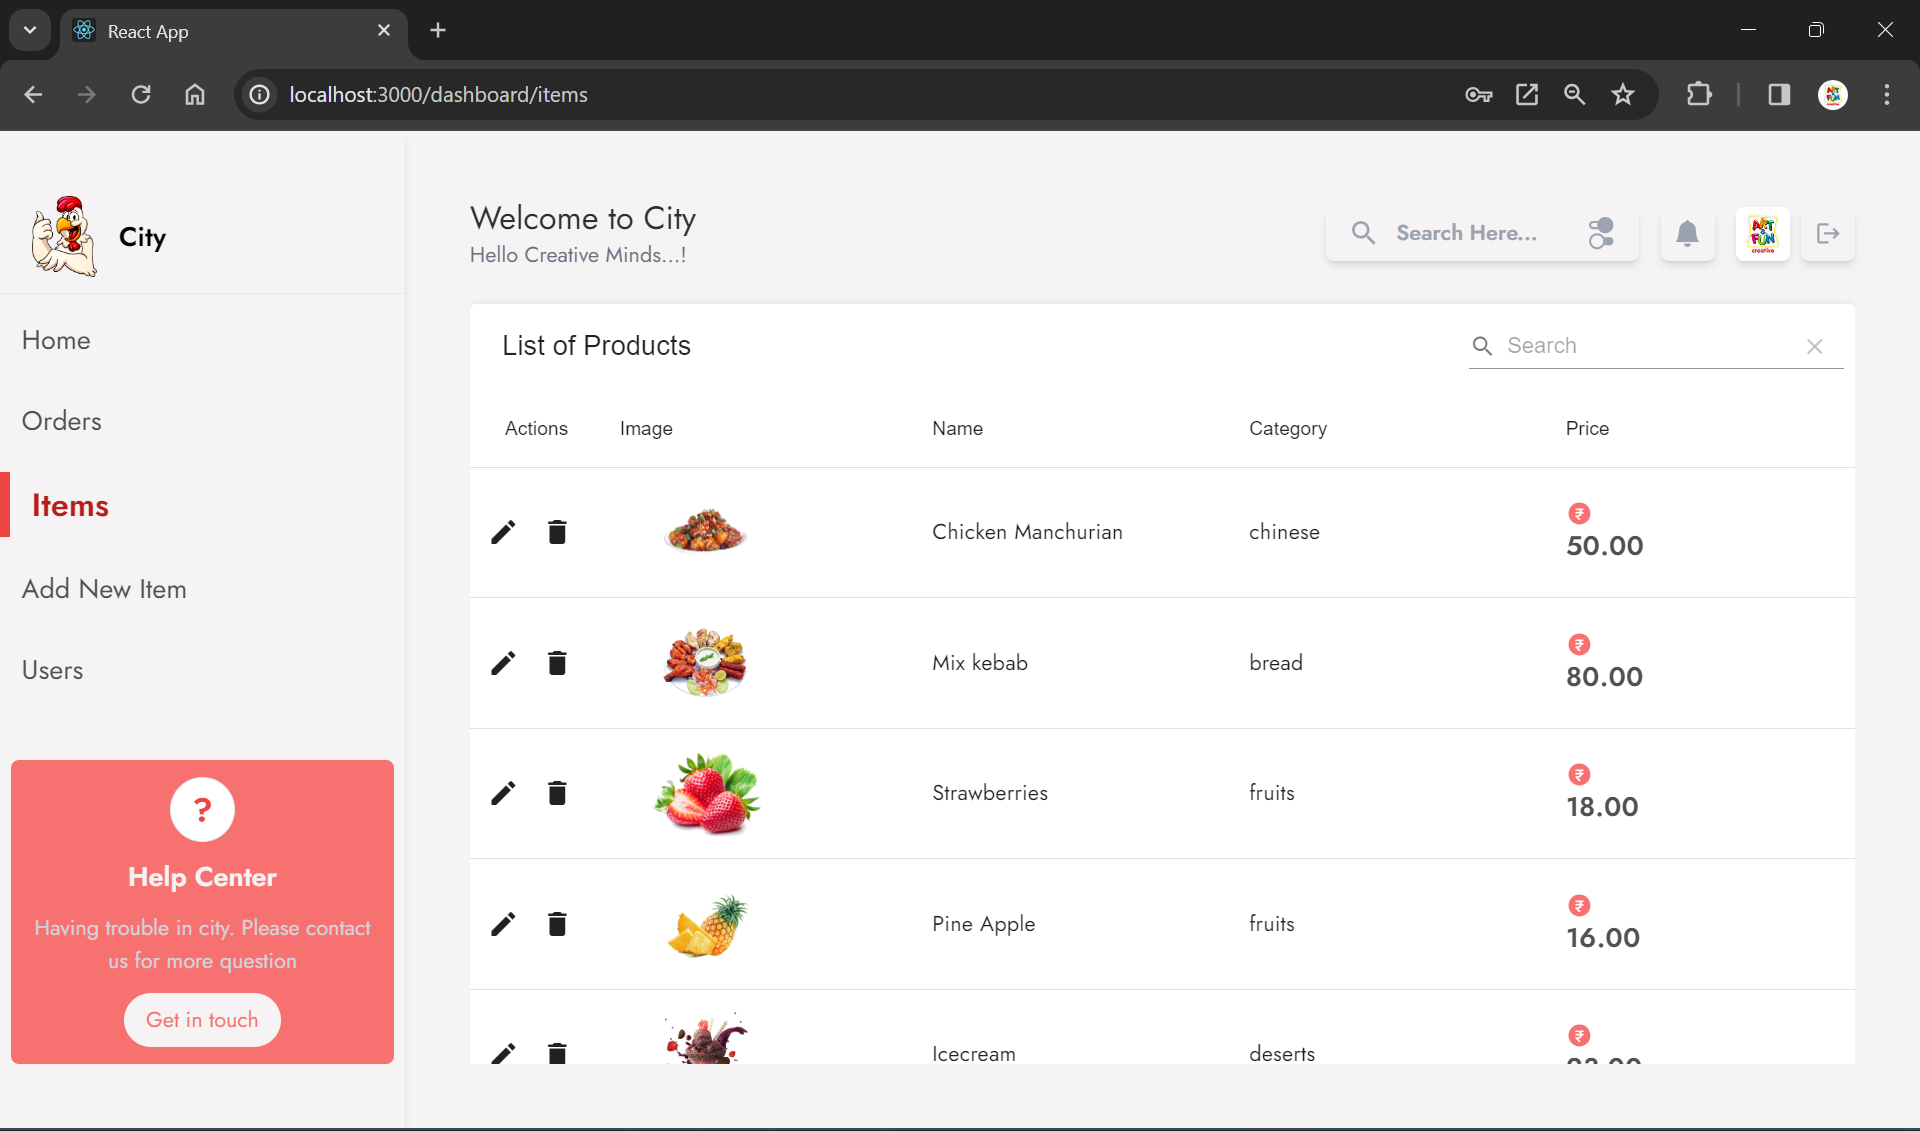 React App
localhost:3000/dashboard/items
City
Welcome to City
Hello Creative Minds...!
Search Here...
ART & FUN
creative
Home
Orders
Items
Add New Item
Users
?
Help Center
Having trouble in city. Please contact
us for more question
Get in touch
List of Products
Search
Actions Image Name Category Price
Chicken Manchurian chinese ₹ 50.00
Mix kebab bread ₹ 80.00
Strawberries fruits ₹ 18.00
Pine Apple fruits ₹ 16.00
Icecream deserts ₹